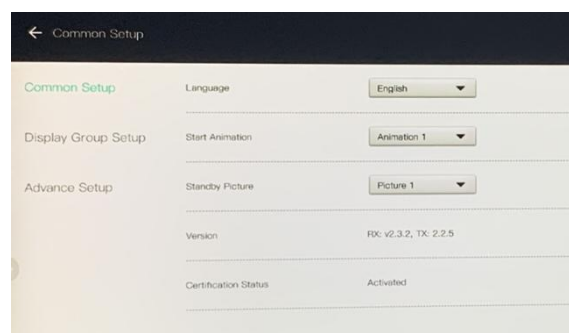 ← Common Setup
Common Setup
Language
English
Display Group Setup
Start Animation
Animation 1
Advance Setup
Standby Picture
Picture 1
Version
RX: v2.3.2, TX: 2.2.5
Certification Status
Activated